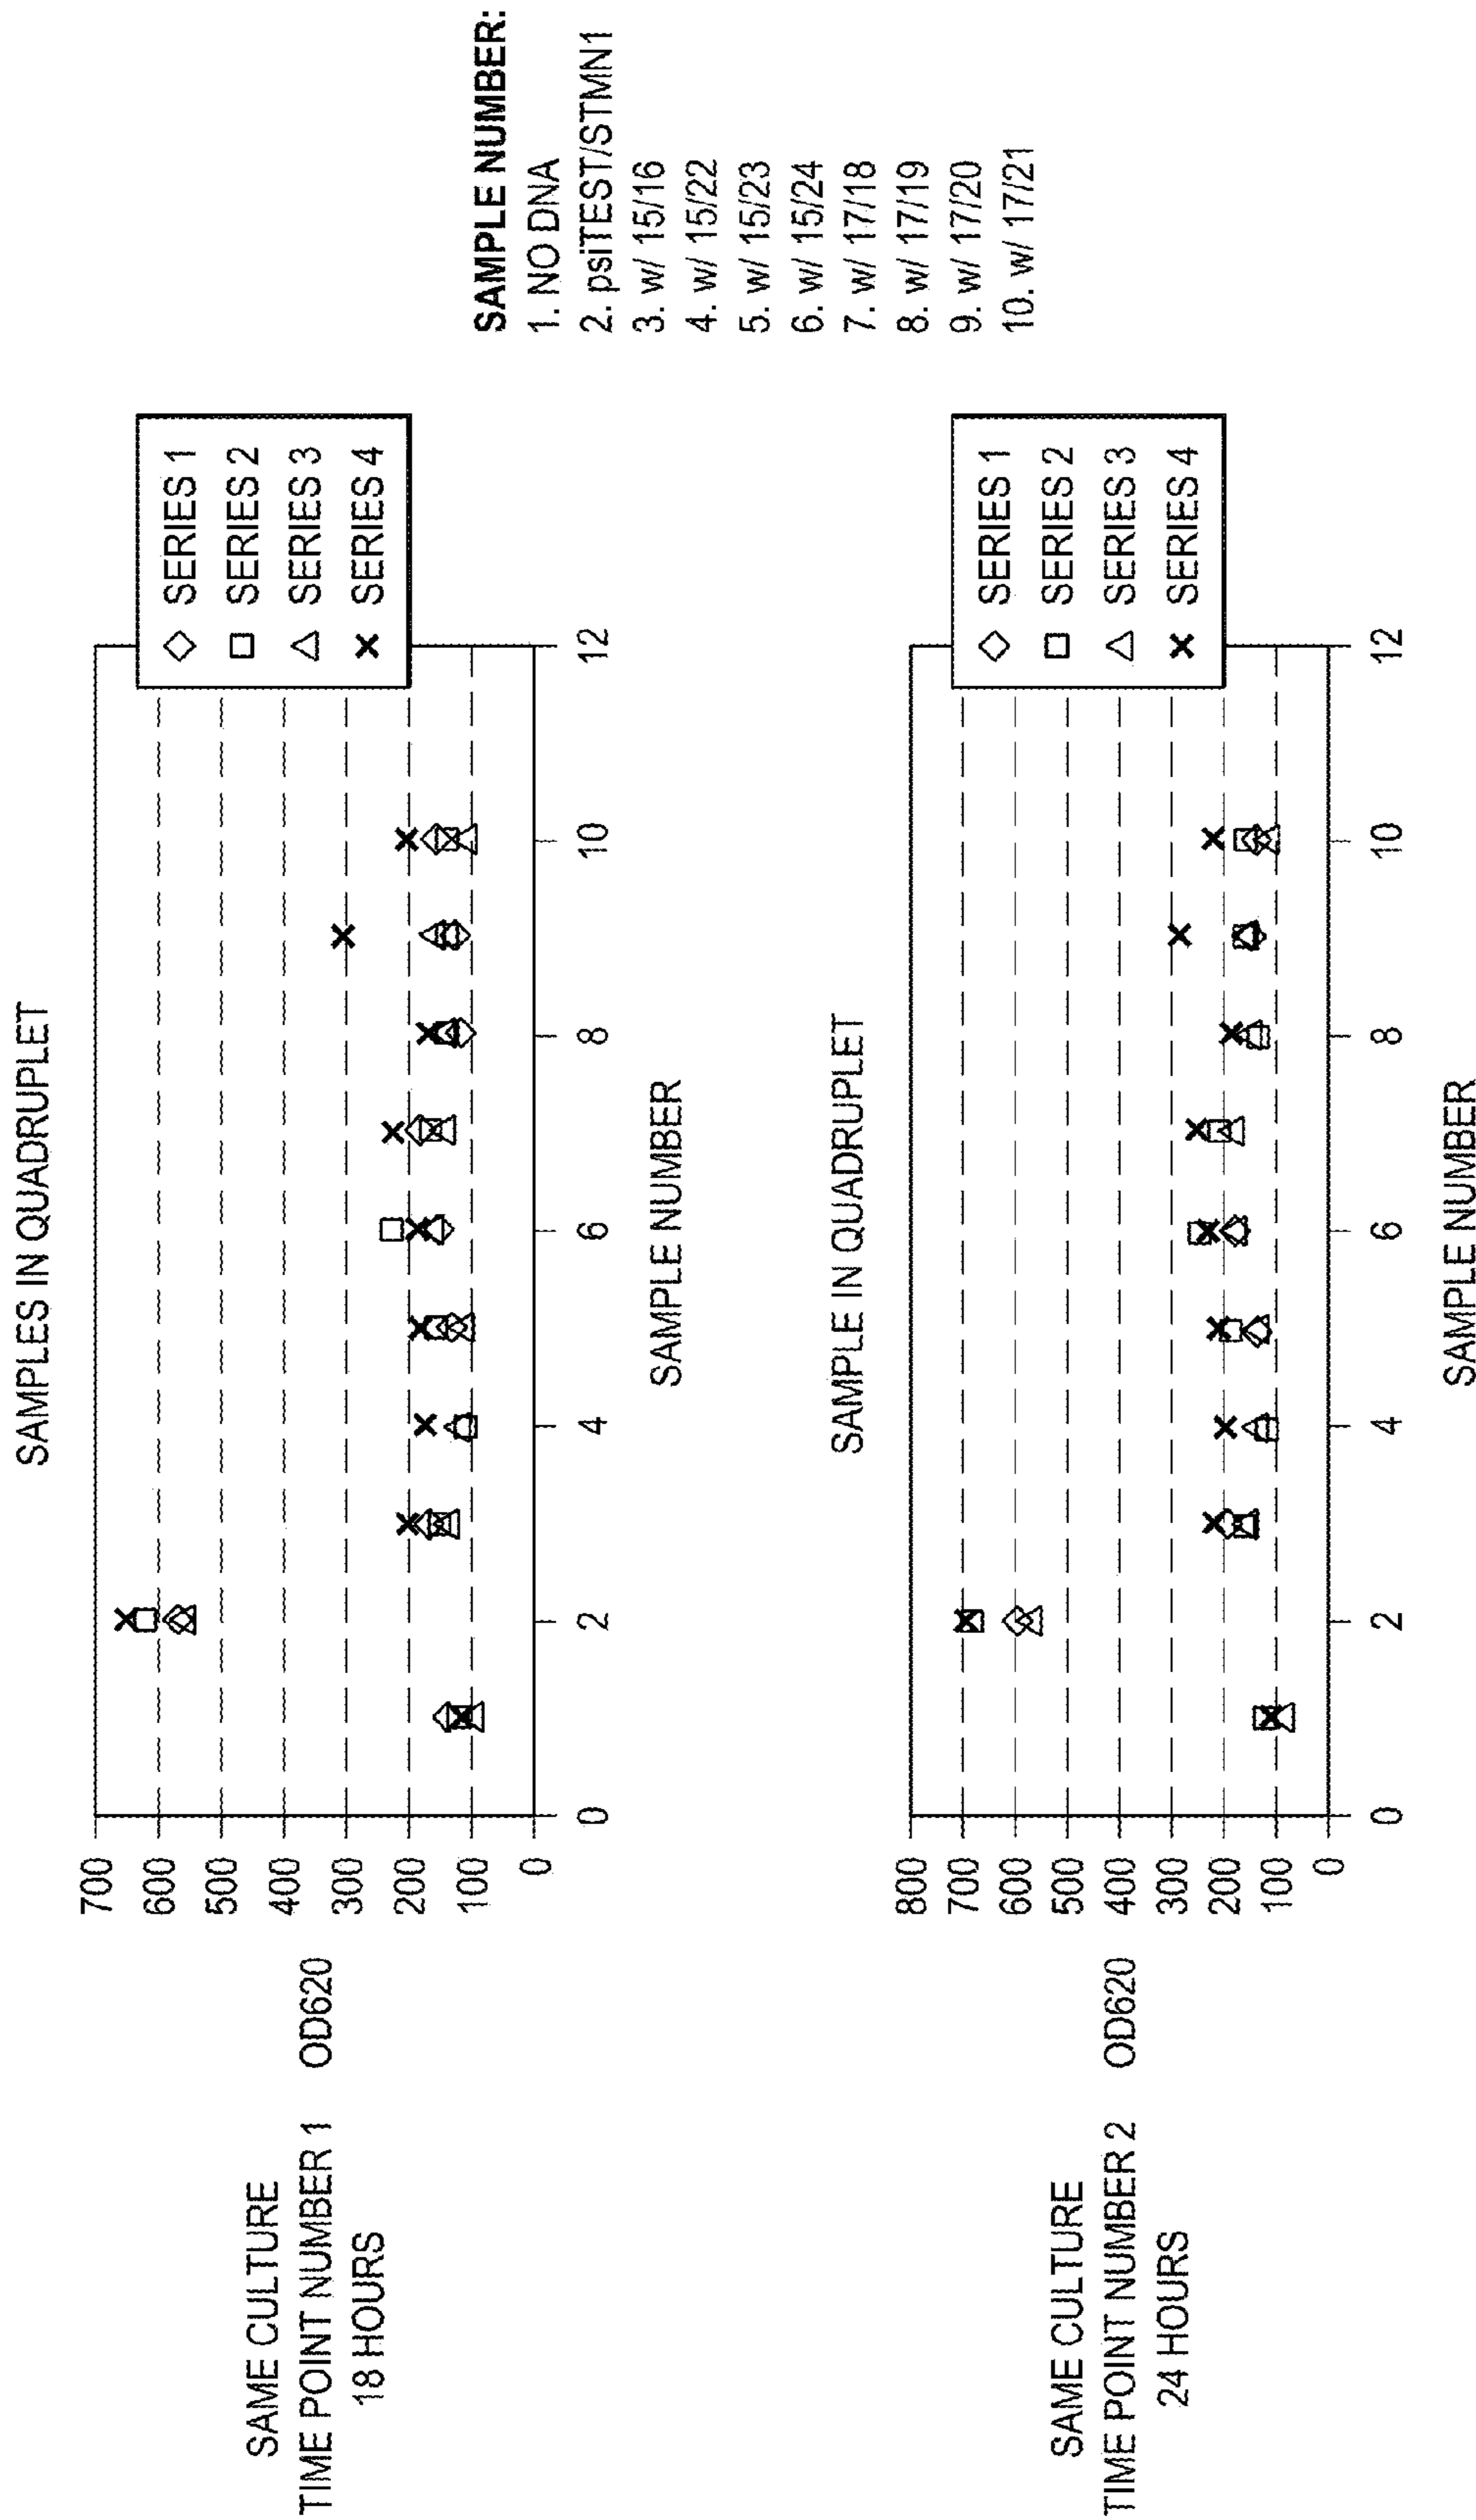 SAMPLES IN QUADRUPLET
SAME CULTURE
TIME POINT NUMBER 1
18 HOURS
OD620
700
600
500
400
300
200
100
0
0
2
4
6
8
10
12
SAMPLE NUMBER
SERIES 1
SERIES 2
SERIES 3
SERIES 4
SAMPLE IN QUADRUPLET
SAME CULTURE
TIME POINT NUMBER 2
24 HOURS
OD620
800
700
600
500
400
300
200
100
0
0
2
4
6
8
10
12
SAMPLE NUMBER
SERIES 1
SERIES 2
SERIES 3
SERIES 4
SAMPLE NUMBER:
1. NO DNA
2. psiTEST/STMN1
3. w/ 15/16
4. w/ 15/22
5. w/ 15/23
6. w/ 15/24
7. w/ 17/18
8. w/ 17/19
9. w/ 17/20
10. w/ 17/21